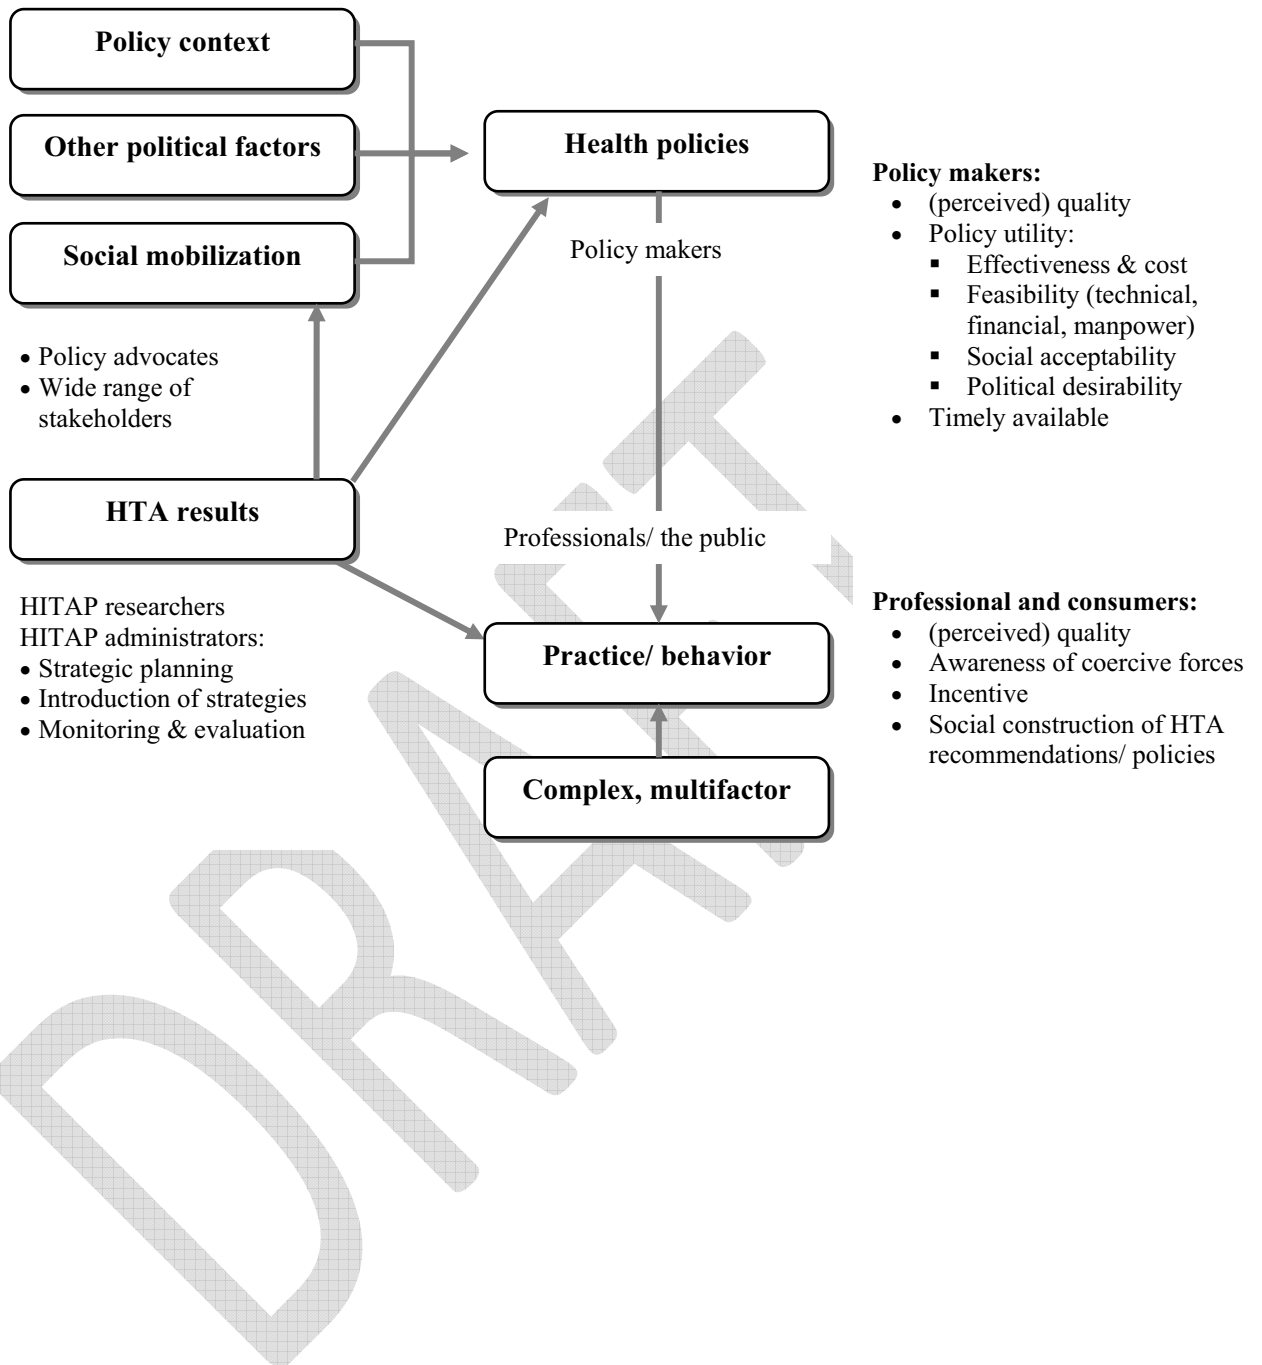 Policy context
Other political factors
Social mobilization
• Policy advocates
• Wide range of
stakeholders
HTA results
HITAP researchers
HITAP administrators:
• Strategic planning
• Introduction of strategies
• Monitoring & evaluation
Health policies
Policy makers
Professionals/ the public
Practice/ behavior
Complex, multifactor
Policy makers:
• (perceived) quality
• Policy utility:
▪ Effectiveness & cost
▪ Feasibility (technical,
financial, manpower)
▪ Social acceptability
▪ Political desirability
• Timely available
Professional and consumers:
• (perceived) quality
• Awareness of coercive forces
• Incentive
• Social construction of HTA
recommendations/ policies
DRAFT